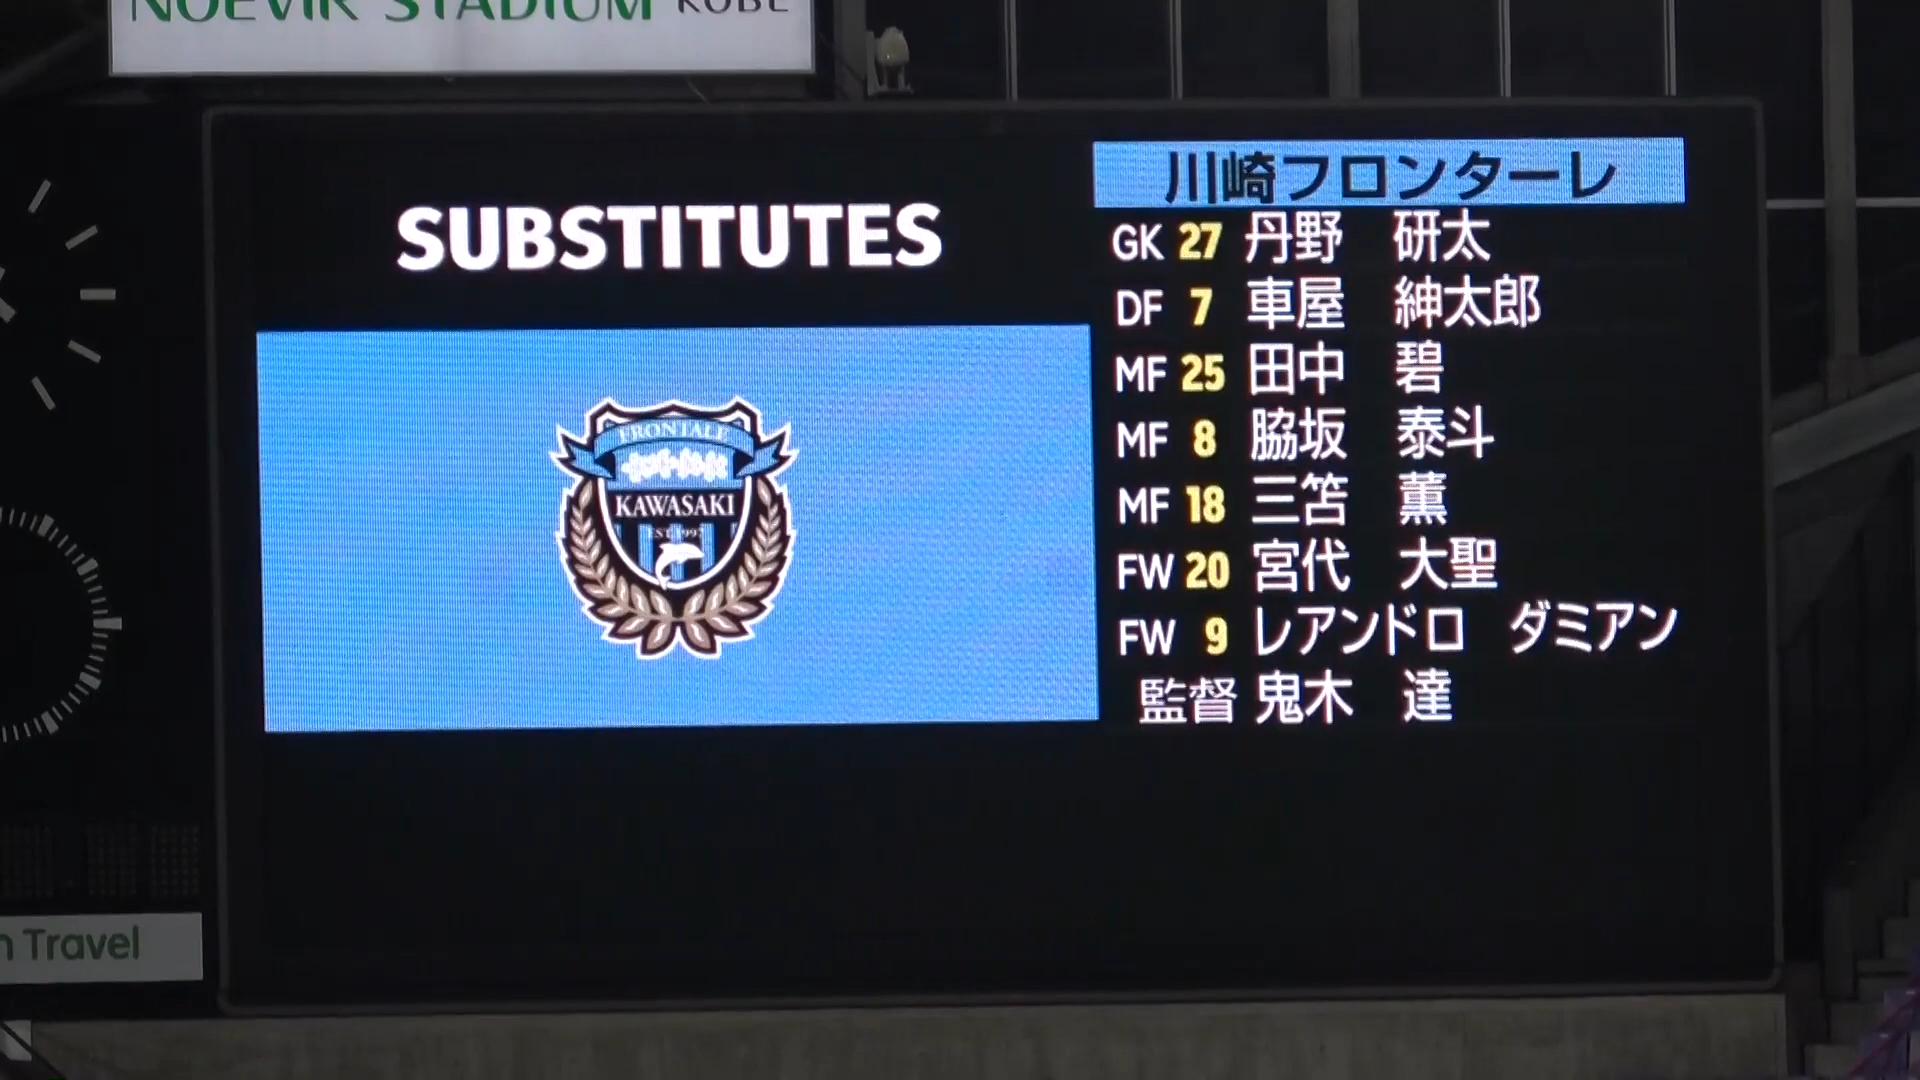 NOEVIR STADIUM KOBE
SUBSTITUTES
FRONTALE
KAWASAKI
川崎フロンターレ
GK 27 丹野 研太
DF 7 車屋 紳太郎
MF 25 田中 碧
MF 8 脇坂 泰斗
MF 18 三笘 薫
FW 20 宮代 大聖
FW 9 レアンドロ ダミアン
監督 鬼木 達
Travel